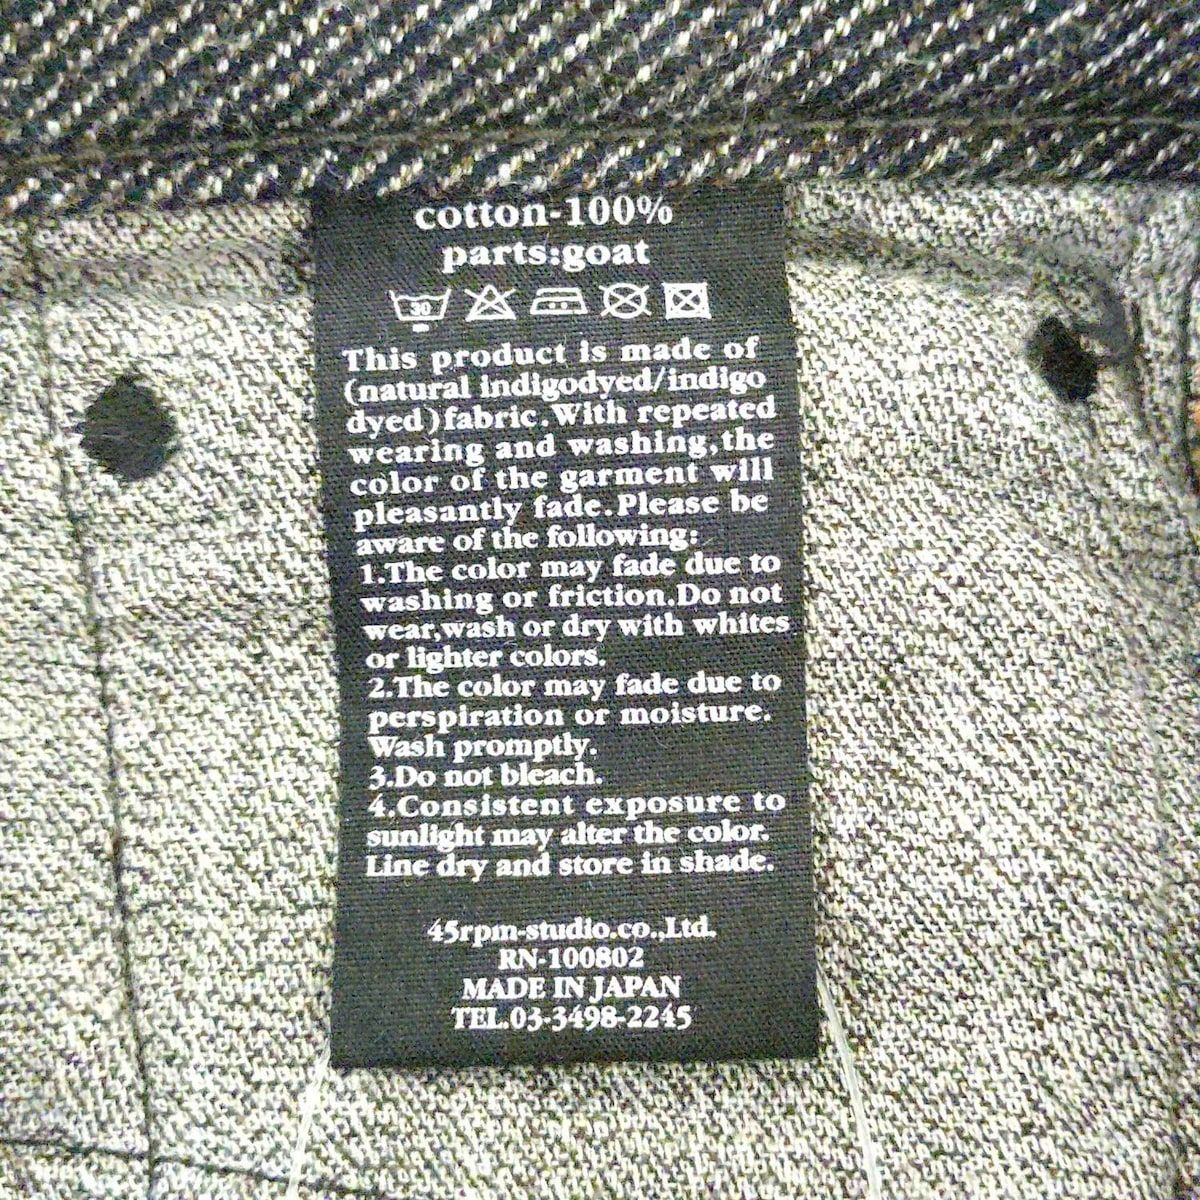 cotton-100%
parts:goat
30
This product is made of
(natural indigodyed/indigo
dyed)fabric.With repeated
wearing and washing,the
color of the garment will
pleasantly fade.Please be
aware of the following:
1.The color may fade due to
washing or friction.Do not
wear,wash or dry with whites
or lighter colors.
2.The color may fade due to
perspiration or moisture.
Wash promptly.
3.Do not bleach.
4.Consistent exposure to
sunlight may alter the color.
Line dry and store in shade.
45rpm-studio.co.,Ltd.
RN-100802
MADE IN JAPAN
TEL.03-3498-2245